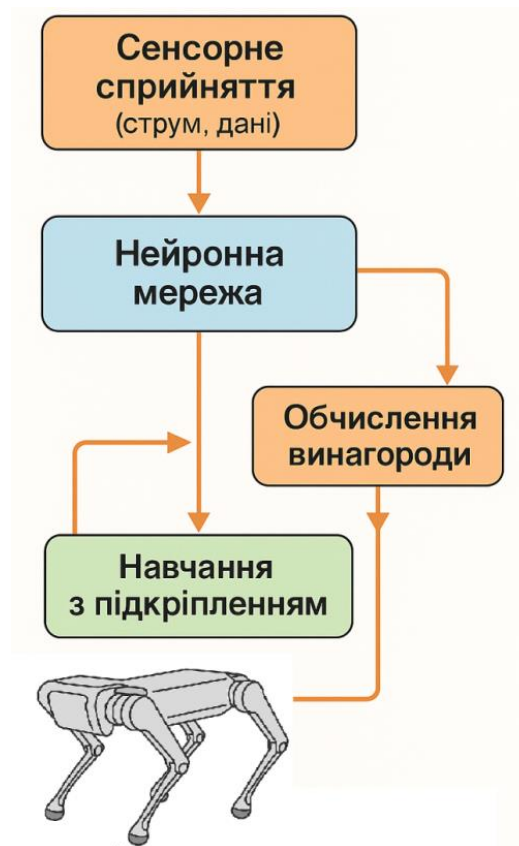 Сенсорне
сприйняття
(струм, дані)
Нейронна
мережа
Обчислення
винагороди
Навчання
з підкріпленням